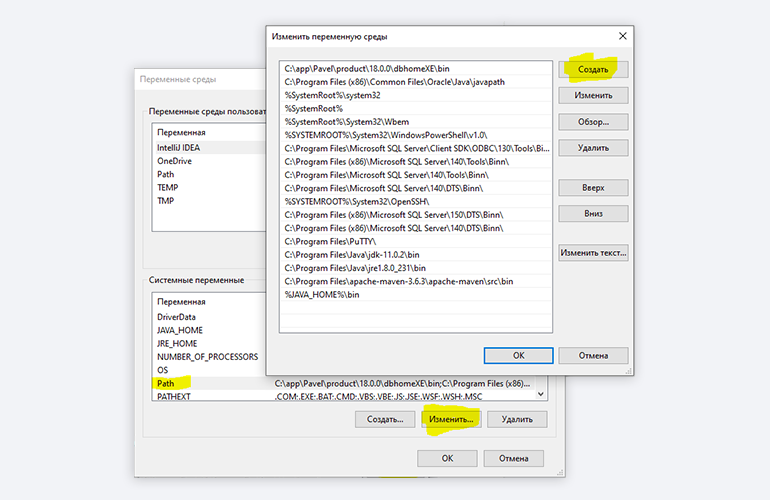 Изменить переменную среды
C:\app\Pavel\product\18.0.0\dbhomeXE\bin
C:\Program Files (x86)\Common Files\Oracle\Java\javapath
%SystemRoot%\system32
%SystemRoot%
%SystemRoot%\System32\Wbem
%SYSTEMROOT%\System32\WindowsPowerShell\v1.0\
C:\Program Files\Microsoft SQL Server\Client SDK\ODBC\130\Tools\Bi...
C:\Program Files (x86)\Microsoft SQL Server\140\Tools\Binn\
C:\Program Files\Microsoft SQL Server\140\Tools\Binn\
C:\Program Files\Microsoft SQL Server\140\DTS\Binn\
%SYSTEMROOT%\System32\OpenSSH\
C:\Program Files (x86)\Microsoft SQL Server\150\DTS\Binn\
C:\Program Files (x86)\Microsoft SQL Server\140\DTS\Binn\
C:\Program Files\PuTTY\
C:\Program Files\Java\jdk-11.0.2\bin
C:\Program Files\Java\jre1.8.0_231\bin
C:\Program Files\apache-maven-3.6.3\apache-maven\src\bin
%JAVA_HOME%\bin
Создать
Изменить
Обзор...
Удалить
Вверх
Вниз
Изменить текст...
OK
Отмена
Переменные среды
Переменные среды пользоват
Переменная
IntelliJ IDEA
OneDrive
Path
TEMP
TMP
Системные переменные
Переменная
DriverData
JAVA_HOME
JRE_HOME
NUMBER_OF_PROCESSORS
OS
Path C:\app\Pavel\product\18.0.0\dbhomeXE\bin;C:\Program Files (x86)...
PATHEXT .COM;.EXE;.BAT;.CMD;.VBS;.VBE;.JS;.JSE;.WSF;.WSH;.MSC
Создать... Изменить... Удалить
OK Отмена